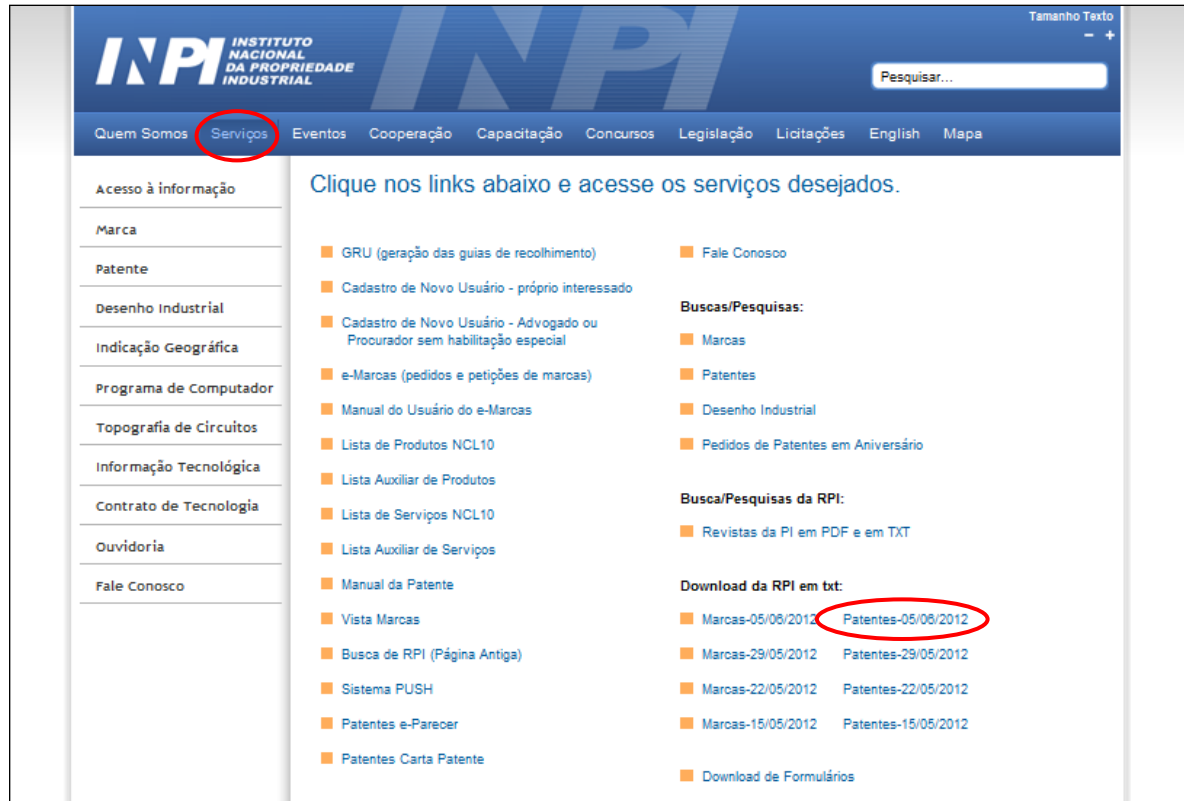 Tamanho Texto
- +
INPI
INSTITUTO
NACIONAL
DA PROPRIEDADE
INDUSTRIAL
INPI
Pesquisar...
Quem Somos Serviços Eventos Cooperação Capacitação Concursos Legislação Licitações English Mapa
Acesso à informação
Marca
Patente
Desenho Industrial
Indicação Geográfica
Programa de Computador
Topografia de Circuitos
Informação Tecnológica
Contrato de Tecnologia
Ouvidoria
Fale Conosco
Clique nos links abaixo e acesse os serviços desejados.
GRU (geração das guias de recolhimento)
Cadastro de Novo Usuário - próprio interessado
Cadastro de Novo Usuário - Advogado ou
Procurador sem habilitação especial
e-Marcas (pedidos e petições de marcas)
Manual do Usuário do e-Marcas
Lista de Produtos NCL10
Lista Auxiliar de Produtos
Lista de Serviços NCL10
Lista Auxiliar de Serviços
Manual da Patente
Vista Marcas
Busca de RPI (Página Antiga)
Sistema PUSH
Patentes e-Parecer
Patentes Carta Patente
Fale Conosco
Buscas/Pesquisas:
Marcas
Patentes
Desenho Industrial
Pedidos de Patentes em Aniversário
Busca/Pesquisas da RPI:
Revistas da PI em PDF e em TXT
Download da RPI em txt:
Marcas-05/06/2012 Patentes-05/06/2012
Marcas-29/05/2012 Patentes-29/05/2012
Marcas-22/05/2012 Patentes-22/05/2012
Marcas-15/05/2012 Patentes-15/05/2012
Download de Formulários